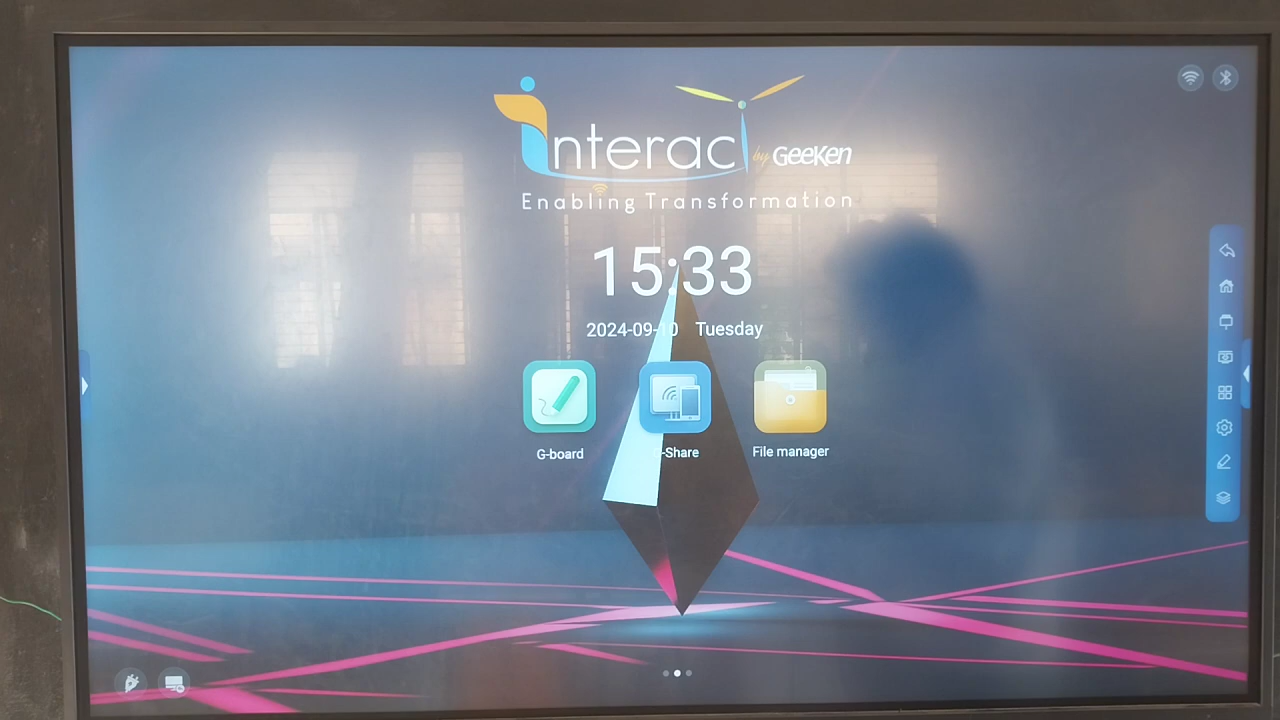 interact by GeeKen
Enabling Transformation
15:33
2024-09-10 Tuesday
G-board
-Share
File manager